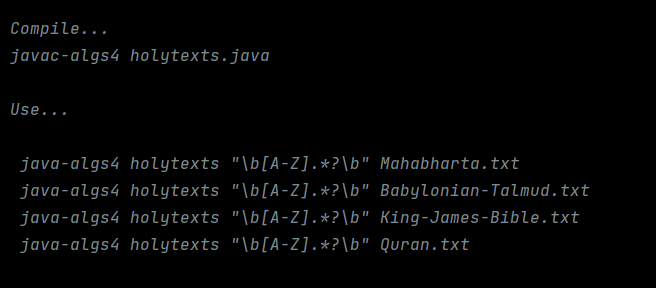 Compile...
javac-algs4 holytexts.java
Use...
java-algs4 holytexts "\b[A-Z].*?\b" Mahabharta.txt
java-algs4 holytexts "\b[A-Z].*?\b" Babylonian-Talmud.txt
java-algs4 holytexts "\b[A-Z].*?\b" King-James-Bible.txt
java-algs4 holytexts "\b[A-Z].*?\b" Quran.txt